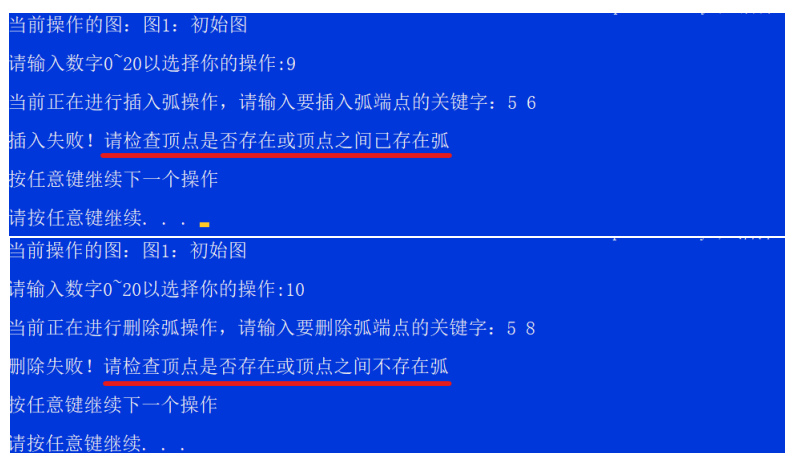 当前操作的图：图1：初始图
请输入数字0~20以选择你的操作:9
当前正在进行插入弧操作，请输入要插入弧端点的关键字：5 6
插入失败！请检查顶点是否存在或顶点之间已存在弧
按任意键继续下一个操作
请按任意键继续. . .
当前操作的图：图1：初始图
请输入数字0~20以选择你的操作:10
当前正在进行删除弧操作，请输入要删除弧端点的关键字：5 8
删除失败！请检查顶点是否存在或顶点之间不存在弧
按任意键继续下一个操作
请按任意键继续. . .